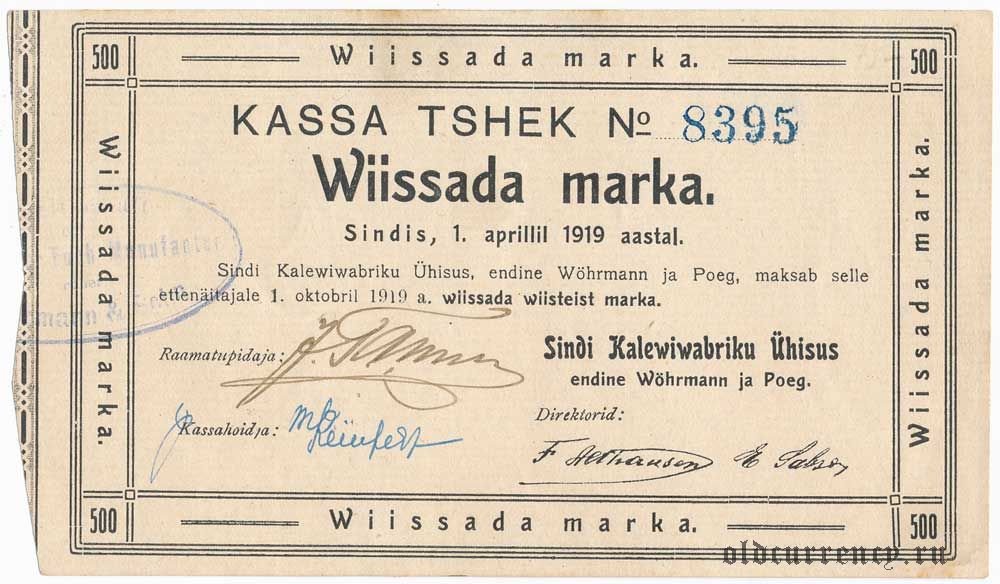 500 Wiissada marka. 500
KASSA TSHEK № 8395
Wiissada marka.
Sindis, 1. aprillil 1919 aastal.
Sindi Kalewiwabriku Ühisus, endine Wöhrmann ja Poeg, maksab selle
ettenäitajale 1. oktobril 1919 a. wiissada wiisteist marka.
Raamatupidaja:
Kassahoidja:
Sindi Kalewiwabriku Ühisus
endine Wöhrmann ja Poeg.
Direktorid:
Wiissada marka.
Wiissada marka.
500 Wiissada marka. 500
oldcurrency.ru